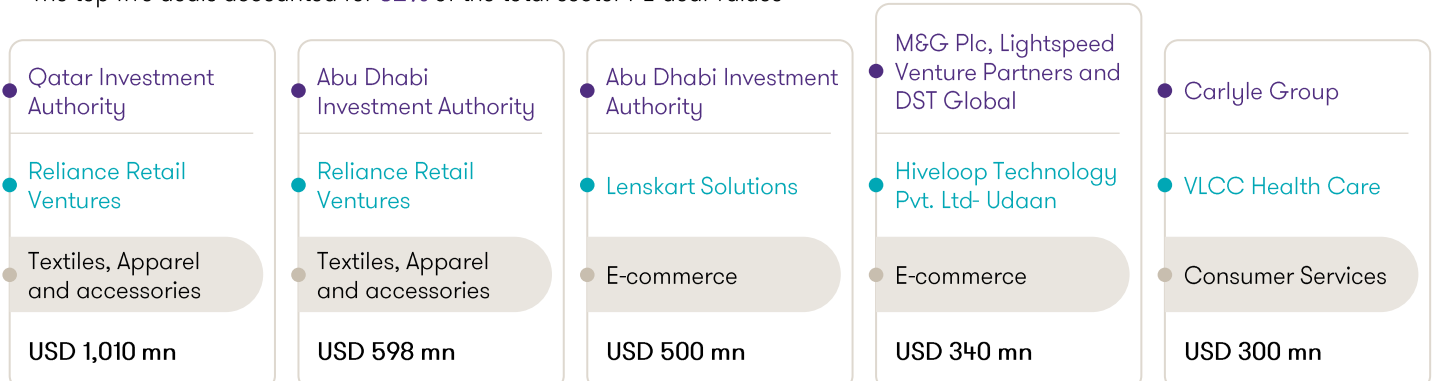 Qatar Investment
Authority
Reliance Retail
Ventures
Textiles, Apparel
and accessories
USD 1,010 mn
Abu Dhabi
Investment Authority
Reliance Retail
Ventures
Textiles, Apparel
and accessories
USD 598 mn
Abu Dhabi Investment
Authority
Lenskart Solutions
E-commerce
USD 500 mn
M&G Plc, Lightspeed
Venture Partners and
DST Global
Hiveloop Technology
Pvt. Ltd- Udaan
E-commerce
USD 340 mn
Carlyle Group
VLCC Health Care
Consumer Services
USD 300 mn